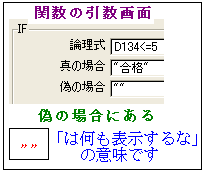 関数の引数画面
IF
論理式 D134<=5
真の場合 "合格"
偽の場合 ""
偽の場合にある
""
「は何も表示するな」
の意味です